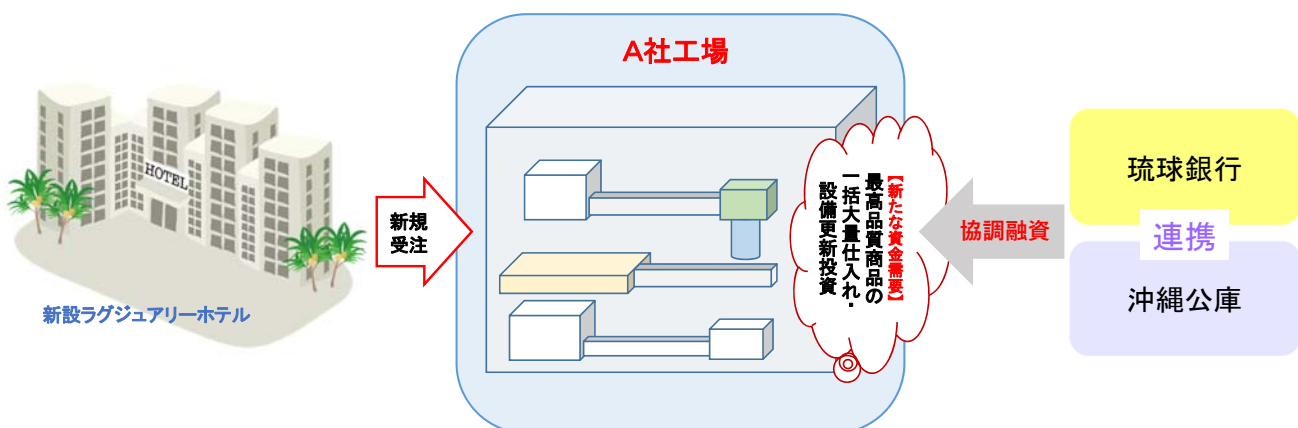 A社工場
HOTEL
新設ラグジュアリーホテル
新規
受注
【新たな資金需要】
最高品質商品の
一括大量仕入れ・
設備更新投資
協調融資
琉球銀行
連携
沖縄公庫